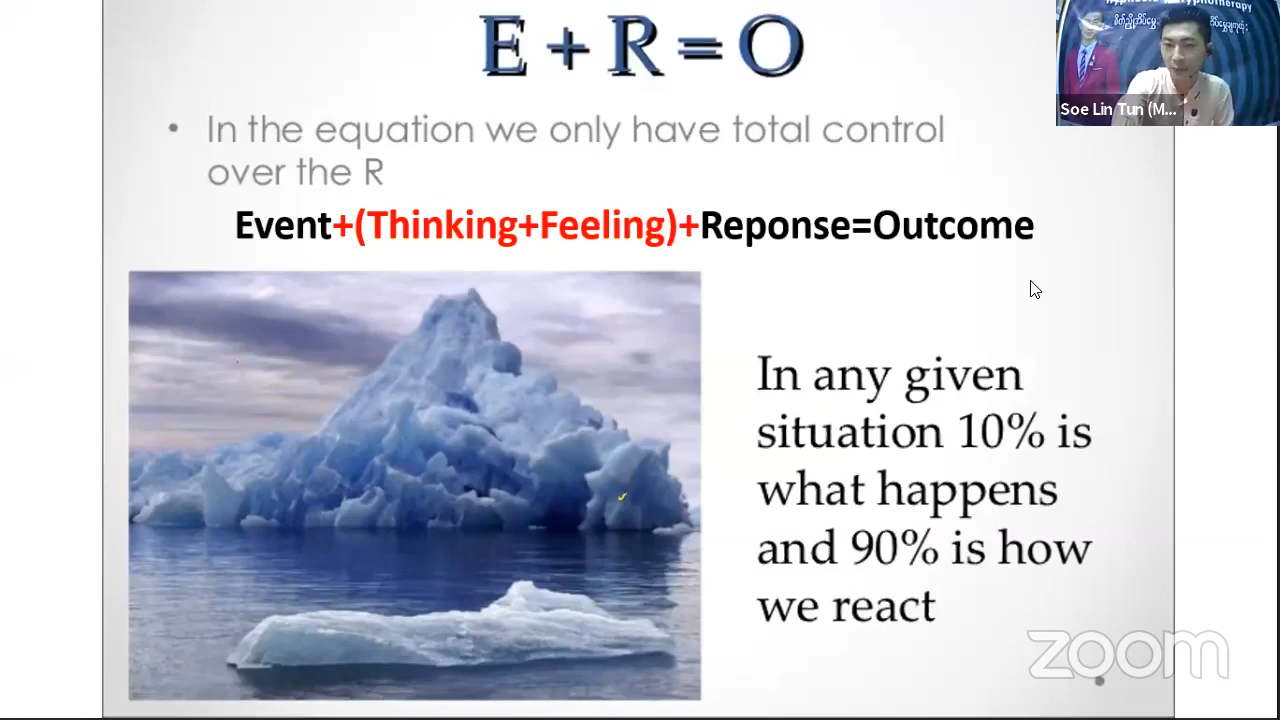 E + R = O
• In the equation we only have total control
over the R
Event+(Thinking+Feeling)+Reponse=Outcome
In any given
situation 10% is
what happens
and 90% is how
we react
Soe Lin Tun (M...
zoom